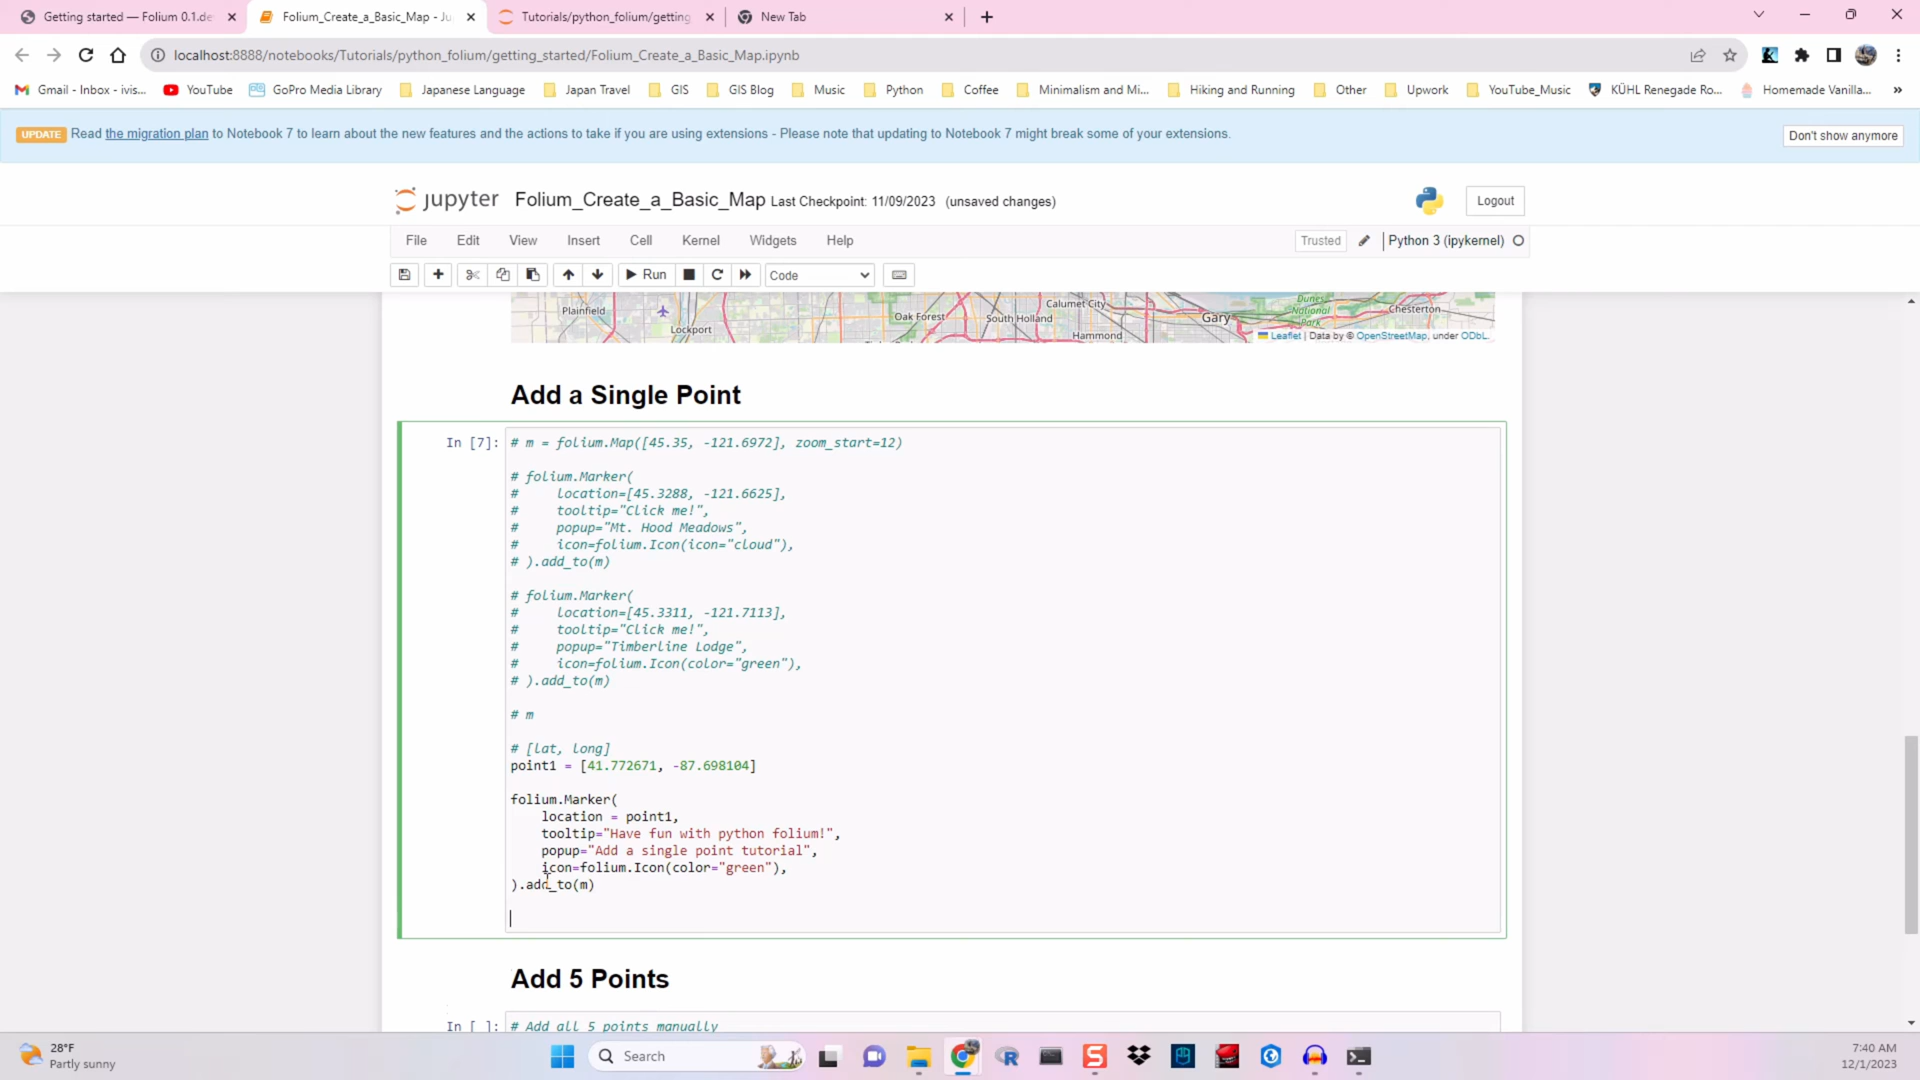 Getting started — Folium 0.1.de
Folium_Create_a_Basic_Map - Ju
Tutorials/python_folium/getting
New Tab
localhost:8888/notebooks/Tutorials/python_folium/getting_started/Folium_Create_a_Basic_Map.ipynb
Gmail - Inbox - ivis... YouTube GoPro Media Library Japanese Language Japan Travel GIS GIS Blog Music Python Coffee Minimalism and Mi... Hiking and Running Other Upwork YouTube_Music KÜHL Renegade Ro... Homemade Vanilla... »
UPDATE Read the migration plan to Notebook 7 to learn about the new features and the actions to take if you are using extensions - Please note that updating to Notebook 7 might break some of your extensions. Don't show anymore
jupyter Folium_Create_a_Basic_Map Last Checkpoint: 11/09/2023 (unsaved changes) Logout
File Edit View Insert Cell Kernel Widgets Help Trusted Python 3 (ipykernel)
Run Code
Plainfield
Lockport
Oak Forest
South Holland
Calumet City
Hammond
Gary
Dunes
National
Park
Chesterton
Leaflet | Data by © OpenStreetMap, under ODbL.
Add a Single Point
In [7]: # m = folium.Map([45.35, -121.6972], zoom_start=12)
# folium.Marker(
#     location=[45.3288, -121.6625],
#     tooltip="Click me!",
#     popup="Mt. Hood Meadows",
#     icon=folium.Icon(icon="cloud"),
# ).add_to(m)
# folium.Marker(
#     location=[45.3311, -121.7113],
#     tooltip="Click me!",
#     popup="Timberline Lodge",
#     icon=folium.Icon(color="green"),
# ).add_to(m)
# m
# [lat, long]
point1 = [41.772671, -87.698104]
folium.Marker(
    location = point1,
    tooltip="Have fun with python folium!",
    popup="Add a single point tutorial",
    icon=folium.Icon(color="green"),
).add_to(m)
Add 5 Points
In [ ]: # Add all 5 points manually
28°F
Partly sunny
Search
7:40 AM
12/1/2023